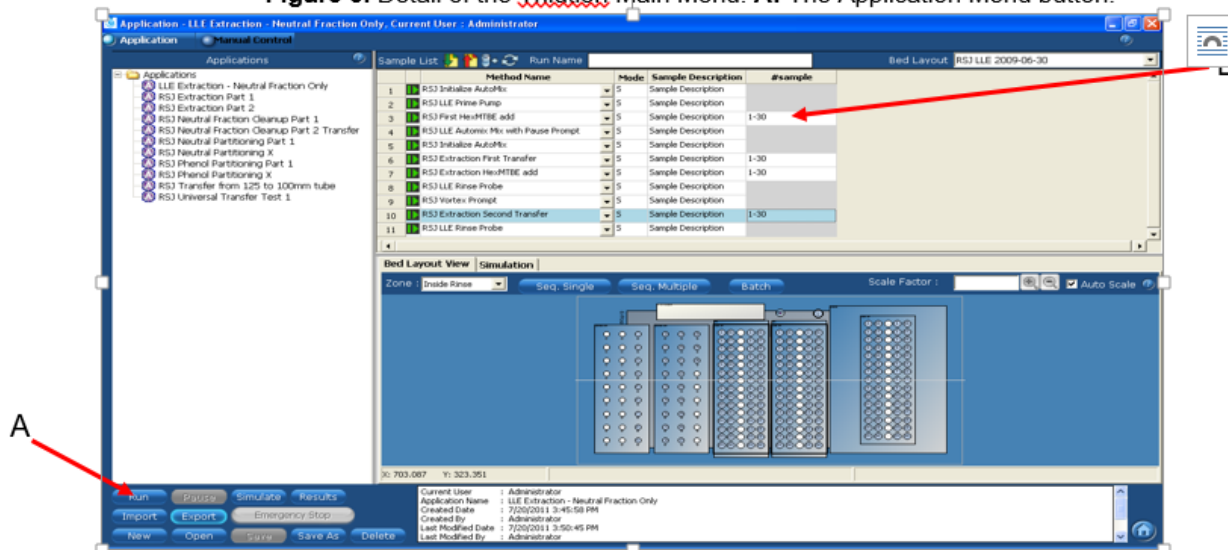 Figure 6. Detail of the Trilution Main Menu. A. The Application Menu button.
Application - LLE Extraction - Neutral Fraction Only, Current User : Administrator
Application Manual Control
Applications
Applications
LLE Extraction - Neutral Fraction Only
RSJ Extraction Part 1
RSJ Extraction Part 2
RSJ Neutral Fraction Cleanup Part 1
RSJ Neutral Fraction Cleanup Part 2 Transfer
RSJ Neutral Partitioning Part 1
RSJ Neutral Partitioning X
RSJ Phenol Partitioning Part 1
RSJ Phenol Partitioning X
RSJ Transfer from 125 to 100mm tube
RSJ Universal Transfer Test 1
Sample List Run Name Bed Layout RSJ LLE 2009-06-30
Method Name Mode Sample Description #sample
1 RSJ Initialize AutoMix S Sample Description
2 RSJ LLE Prime Pump S Sample Description
3 RSJ First HexMTBE add S Sample Description 1-30
4 RSJ LLE Automix Mix with Pause Prompt S Sample Description
5 RSJ Initialize AutoMix S Sample Description
6 RSJ Extraction First Transfer S Sample Description 1-30
7 RSJ Extraction HexMTBE add S Sample Description 1-30
8 RSJ LLE Rinse Probe S Sample Description
9 RSJ Vortex Prompt S Sample Description
10 RSJ Extraction Second Transfer S Sample Description 1-30
11 RSJ LLE Rinse Probe S Sample Description
Bed Layout View Simulation
Zone : Inside Rinse Seq. Single Seq. Multiple Batch Scale Factor : Auto Scale
X: 703.087 Y: 323.351
A
Run Pause Simulate Results
Import Export Emergency Stop
New Open Save Save As Delete
Current User : Administrator
Application Name : LLE Extraction - Neutral Fraction Only
Created Date : 7/20/2011 3:45:58 PM
Created By : Administrator
Last Modified Date : 7/20/2011 3:50:45 PM
Last Modified By : Administrator